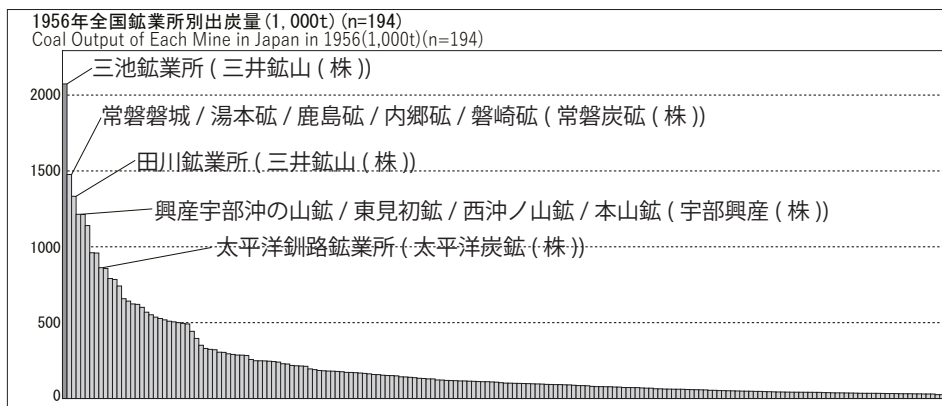 1956年全国鉱業所別出炭量(1,000t) (n=194)
Coal Output of Each Mine in Japan in 1956(1,000t)(n=194)
三池鉱業所 ( 三井鉱山 ( 株 ))
2000
常磐磐城 / 湯本砿 / 鹿島砿 / 内郷砿 / 磐崎砿 ( 常磐炭砿 ( 株 ))
1500
田川鉱業所 ( 三井鉱山 ( 株 ))
興産宇部沖の山鉱 / 東見初鉱 / 西沖ノ山鉱 / 本山鉱 ( 宇部興産 ( 株 ))
1000
太平洋釧路鉱業所 ( 太平洋炭鉱 ( 株 ))
500
0